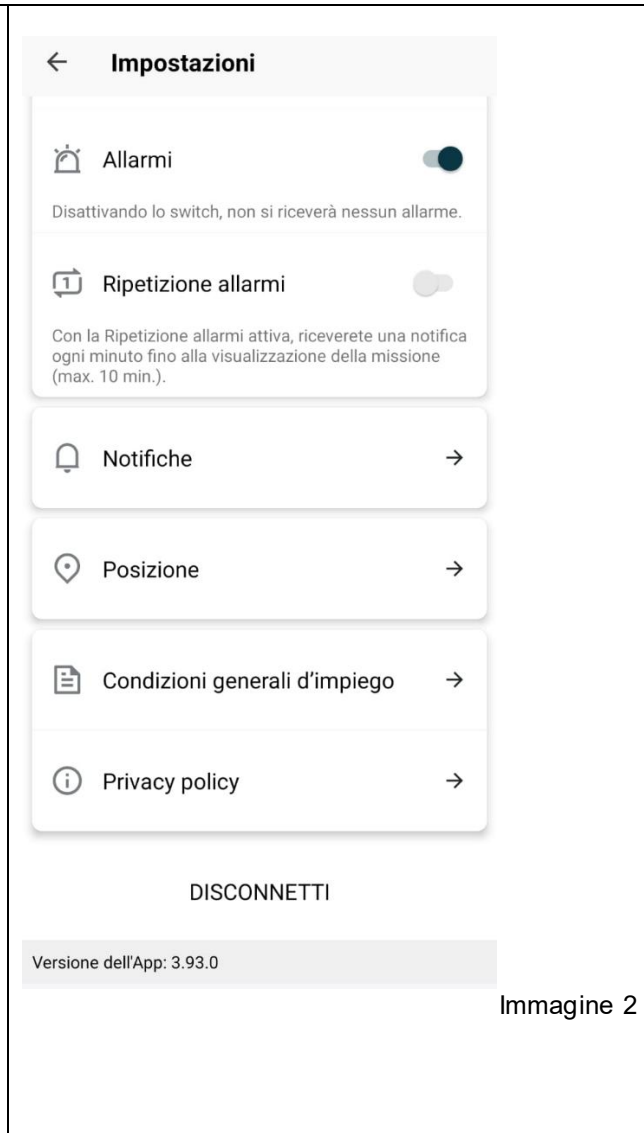 Impostazioni
Allarmi
Disattivando lo switch, non si riceverà nessun allarme.
1
Ripetizione allarmi
Con la Ripetizione allarmi attiva, riceverete una notifica
ogni minuto fino alla visualizzazione della missione
(max. 10 min.).
Notifiche
Posizione
Condizioni generali d’impiego
Privacy policy
DISCONNETTI
Versione dell'App: 3.93.0
Immagine 2